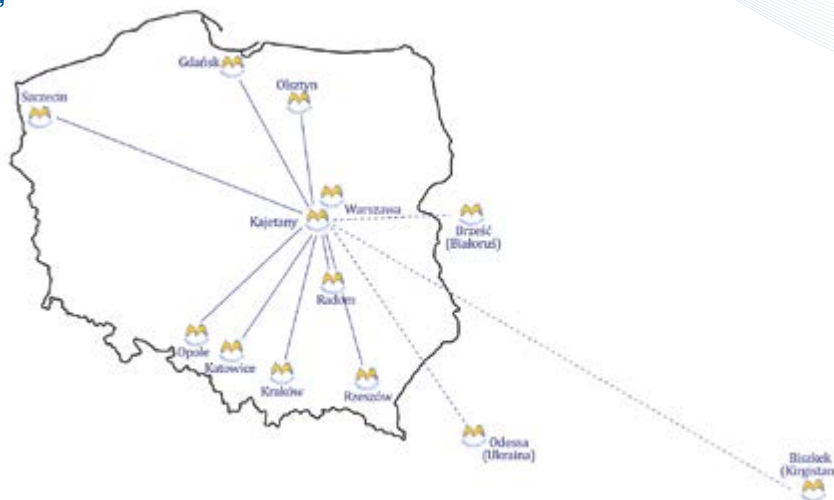 Gdańsk
Olsztyn
Szczecin
Warszawa
Kajetany
Brześć
(Białoruś)
Radom
Opole
Katowice
Kraków
Rzeszów
Odessa
(Ukraina)
Biszkek
(Kirgistan